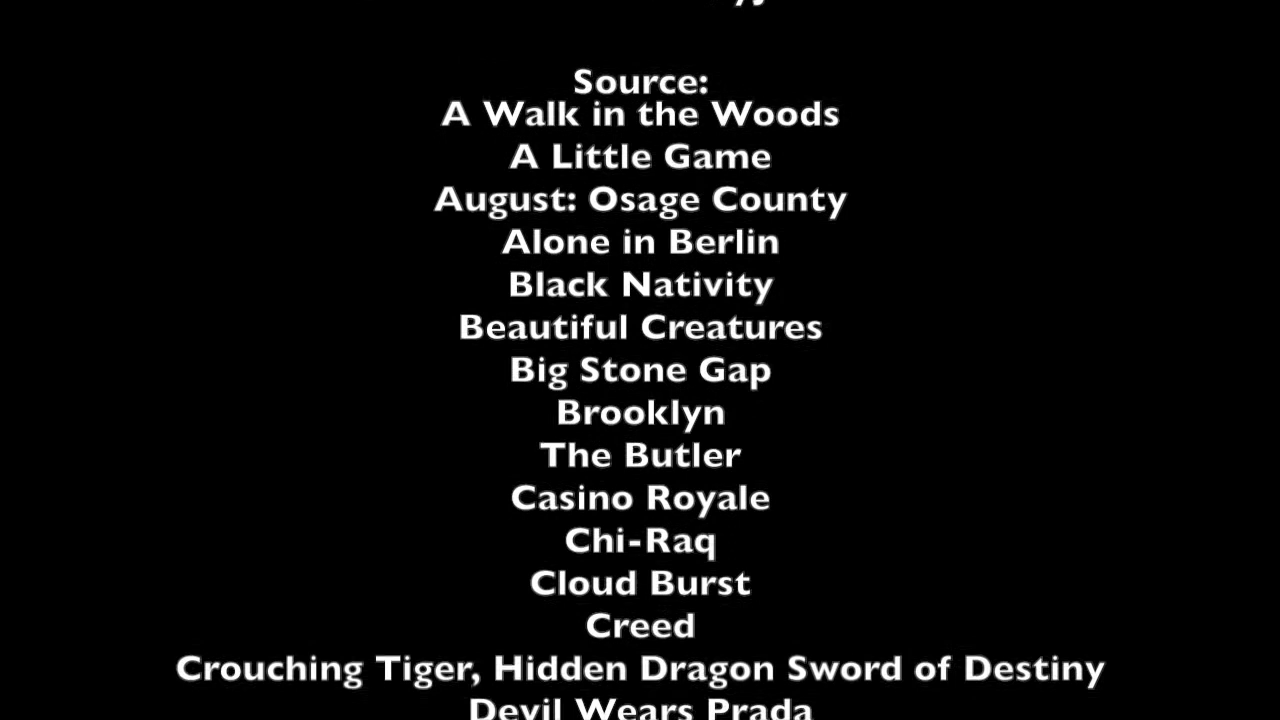 Source:
A Walk in the Woods
A Little Game
August: Osage County
Alone in Berlin
Black Nativity
Beautiful Creatures
Big Stone Gap
Brooklyn
The Butler
Casino Royale
Chi-Raq
Cloud Burst
Creed
Crouching Tiger, Hidden Dragon Sword of Destiny
Devil Wears Prada